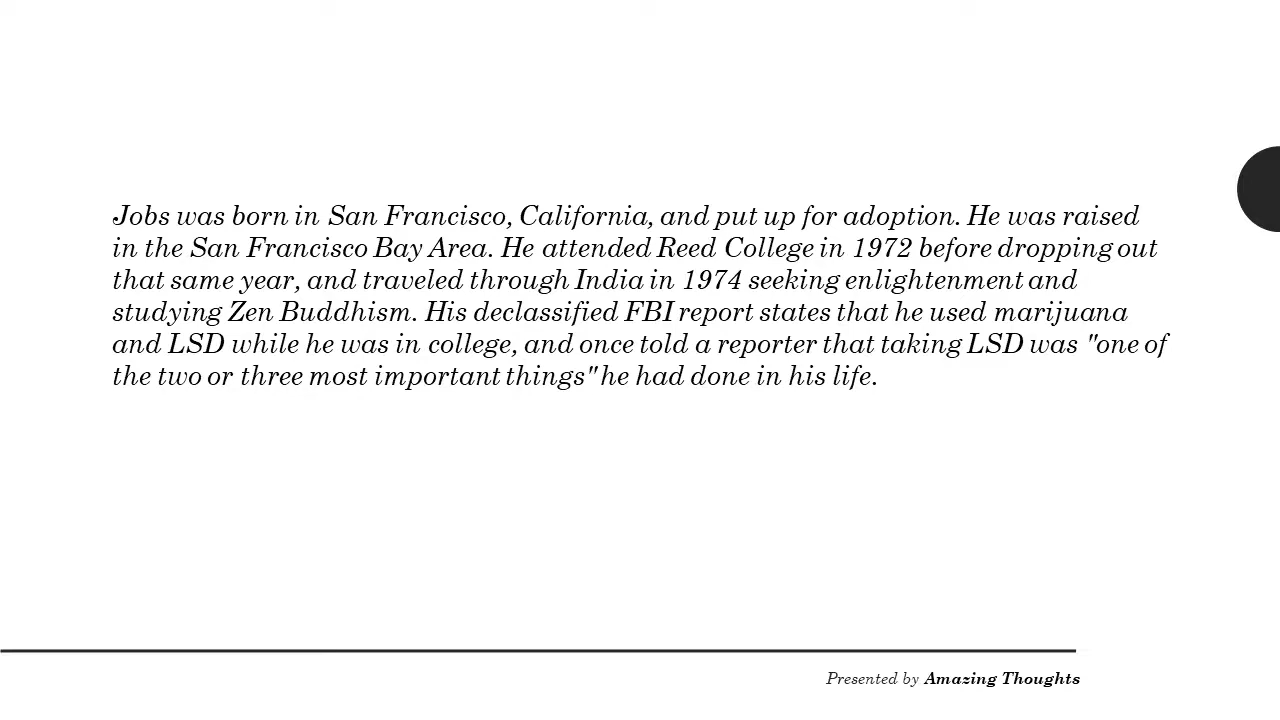 Jobs was born in San Francisco, California, and put up for adoption. He was raised
in the San Francisco Bay Area. He attended Reed College in 1972 before dropping out
that same year, and traveled through India in 1974 seeking enlightenment and
studying Zen Buddhism. His declassified FBI report states that he used marijuana
and LSD while he was in college, and once told a reporter that taking LSD was "one of
the two or three most important things" he had done in his life.
Presented by Amazing Thoughts